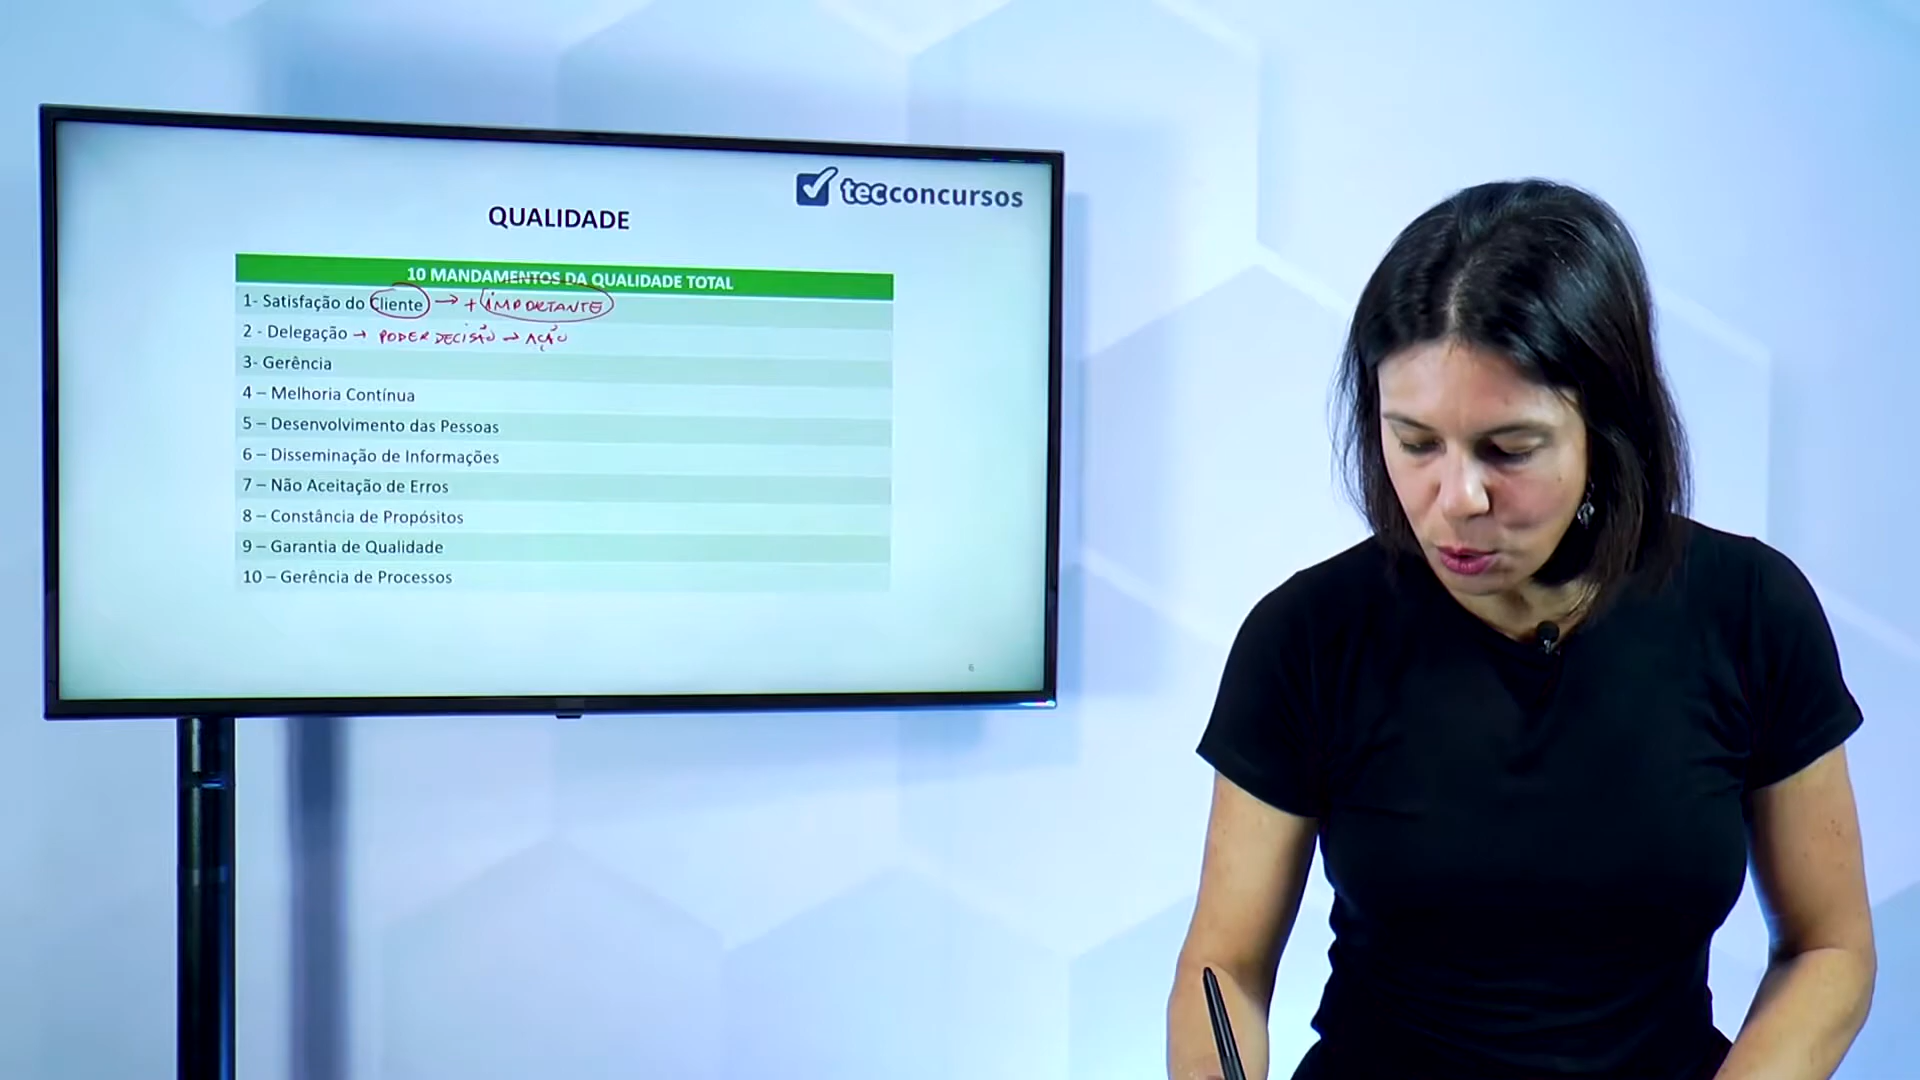 tecconcursos
QUALIDADE
10 MANDAMENTOS DA QUALIDADE TOTAL
1- Satisfação do Cliente → + IMPORTANTE
2 - Delegação → PODER DECISÃO → AÇÃO
3- Gerência
4 – Melhoria Contínua
5 – Desenvolvimento das Pessoas
6 – Disseminação de Informações
7 – Não Aceitação de Erros
8 – Constância de Propósitos
9 – Garantia de Qualidade
10 – Gerência de Processos
6